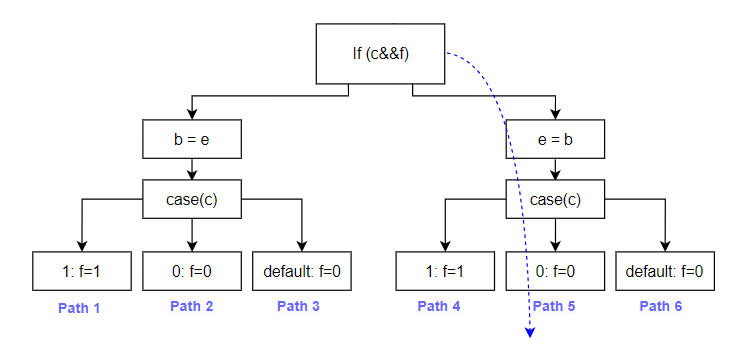 If (c&&f)
b = e
e = b
case(c)
case(c)
1: f=1
0: f=0
default: f=0
1: f=1
0: f=0
default: f=0
Path 1
Path 2
Path 3
Path 4
Path 5
Path 6